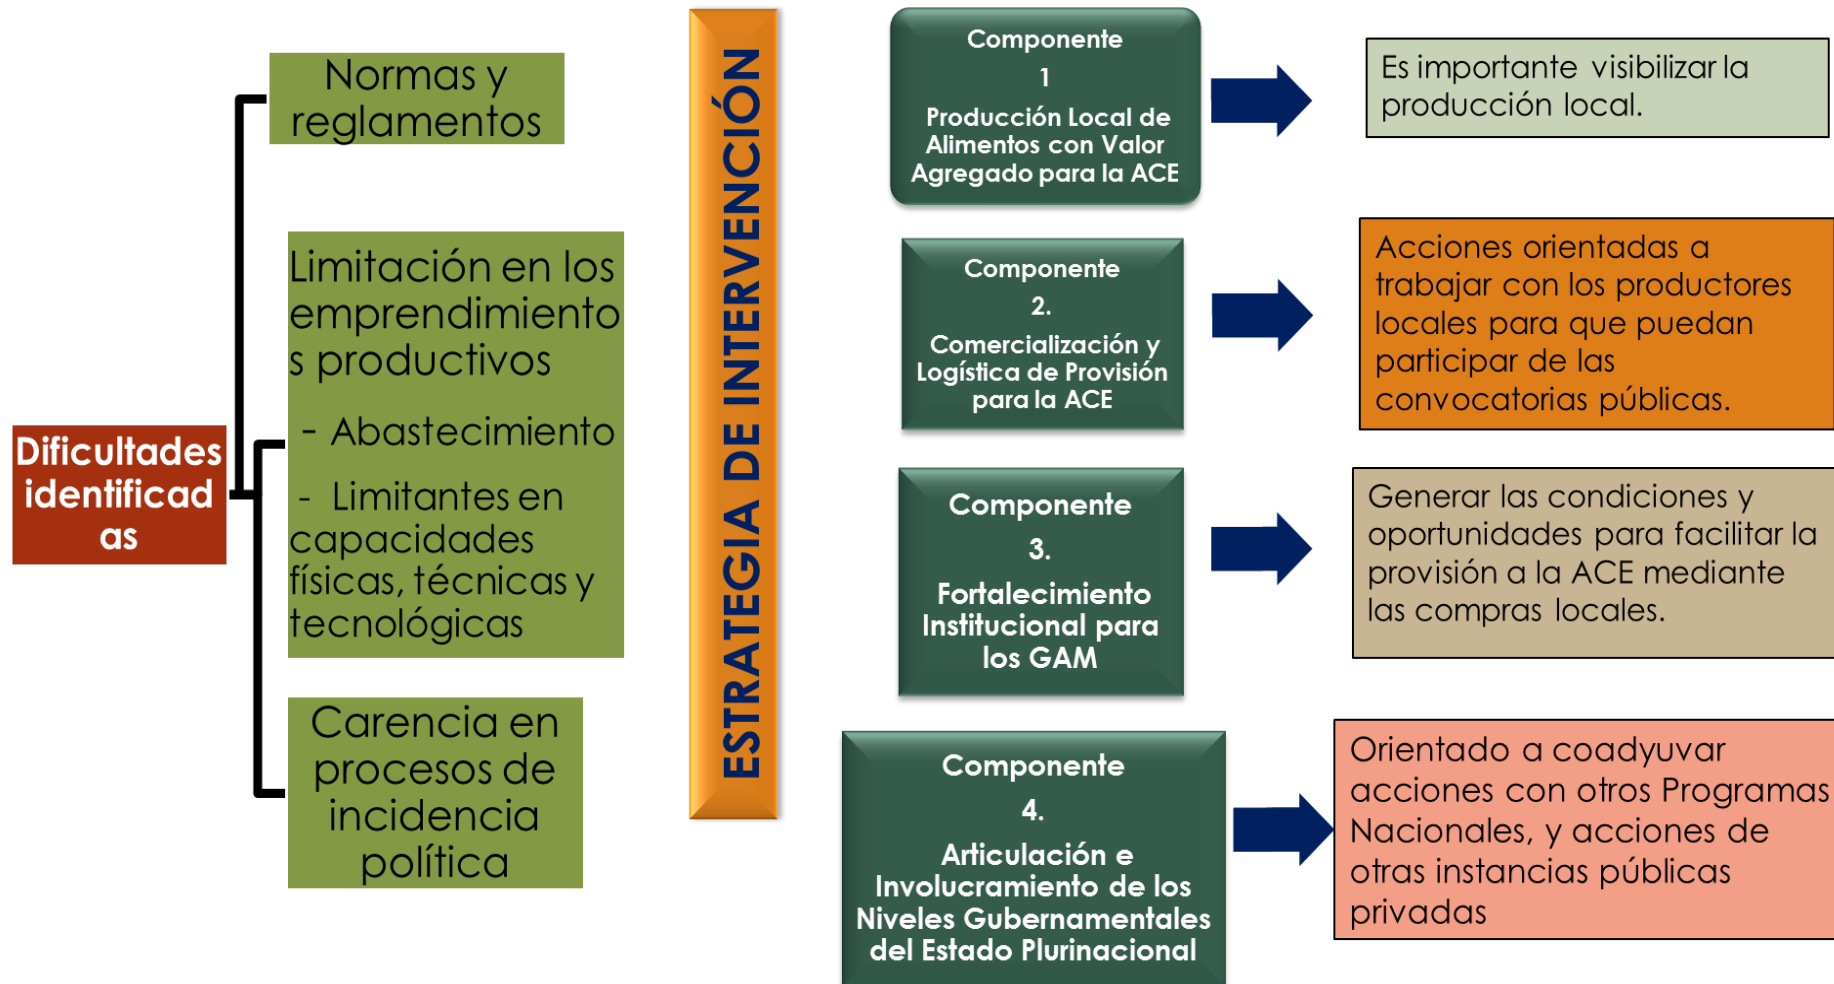 Dificultades
identificad
as
Normas y
reglamentos
Limitación en los
emprendimiento
s productivos
- Abastecimiento
- Limitantes en
capacidades
físicas, técnicas y
tecnológicas
Carencia en
procesos de
incidencia
política
ESTRATEGIA DE INTERVENCIÓN
Componente
1
Producción Local de
Alimentos con Valor
Agregado para la ACE
Es importante visibilizar la
producción local.
Componente
2.
Comercialización y
Logística de Provisión
para la ACE
Acciones orientadas a
trabajar con los productores
locales para que puedan
participar de las
convocatorias públicas.
Componente
3.
Fortalecimiento
Institucional para
los GAM
Generar las condiciones y
oportunidades para facilitar la
provisión a la ACE mediante
las compras locales.
Componente
4.
Articulación e
Involucramiento de los
Niveles Gubernamentales
del Estado Plurinacional
Orientado a coadyuvar
acciones con otros Programas
Nacionales, y acciones de
otras instancias públicas
privadas